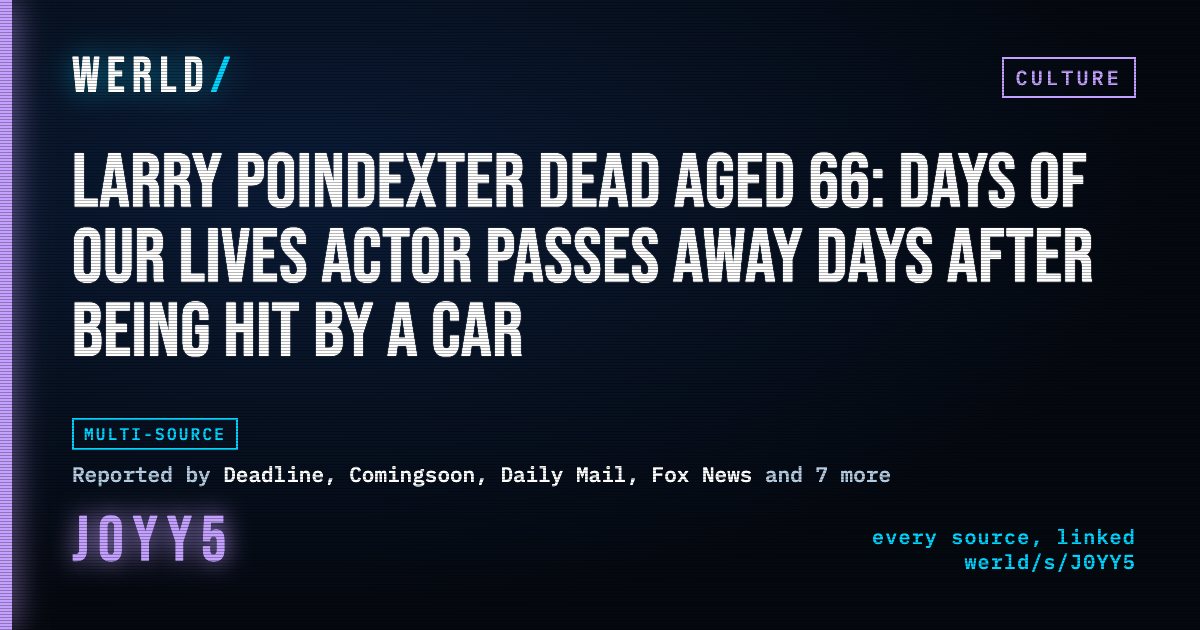 WERLD/
CULTURE
LARRY POINDEXTER DEAD AGED 66: DAYS OF
OUR LIVES ACTOR PASSES AWAY DAYS AFTER
BEING HIT BY A CAR
MULTI-SOURCE
Reported by Deadline, Comingsoon, Daily Mail, Fox News and 7 more
J0YY5
every source, linked
werld/s/J0YY5